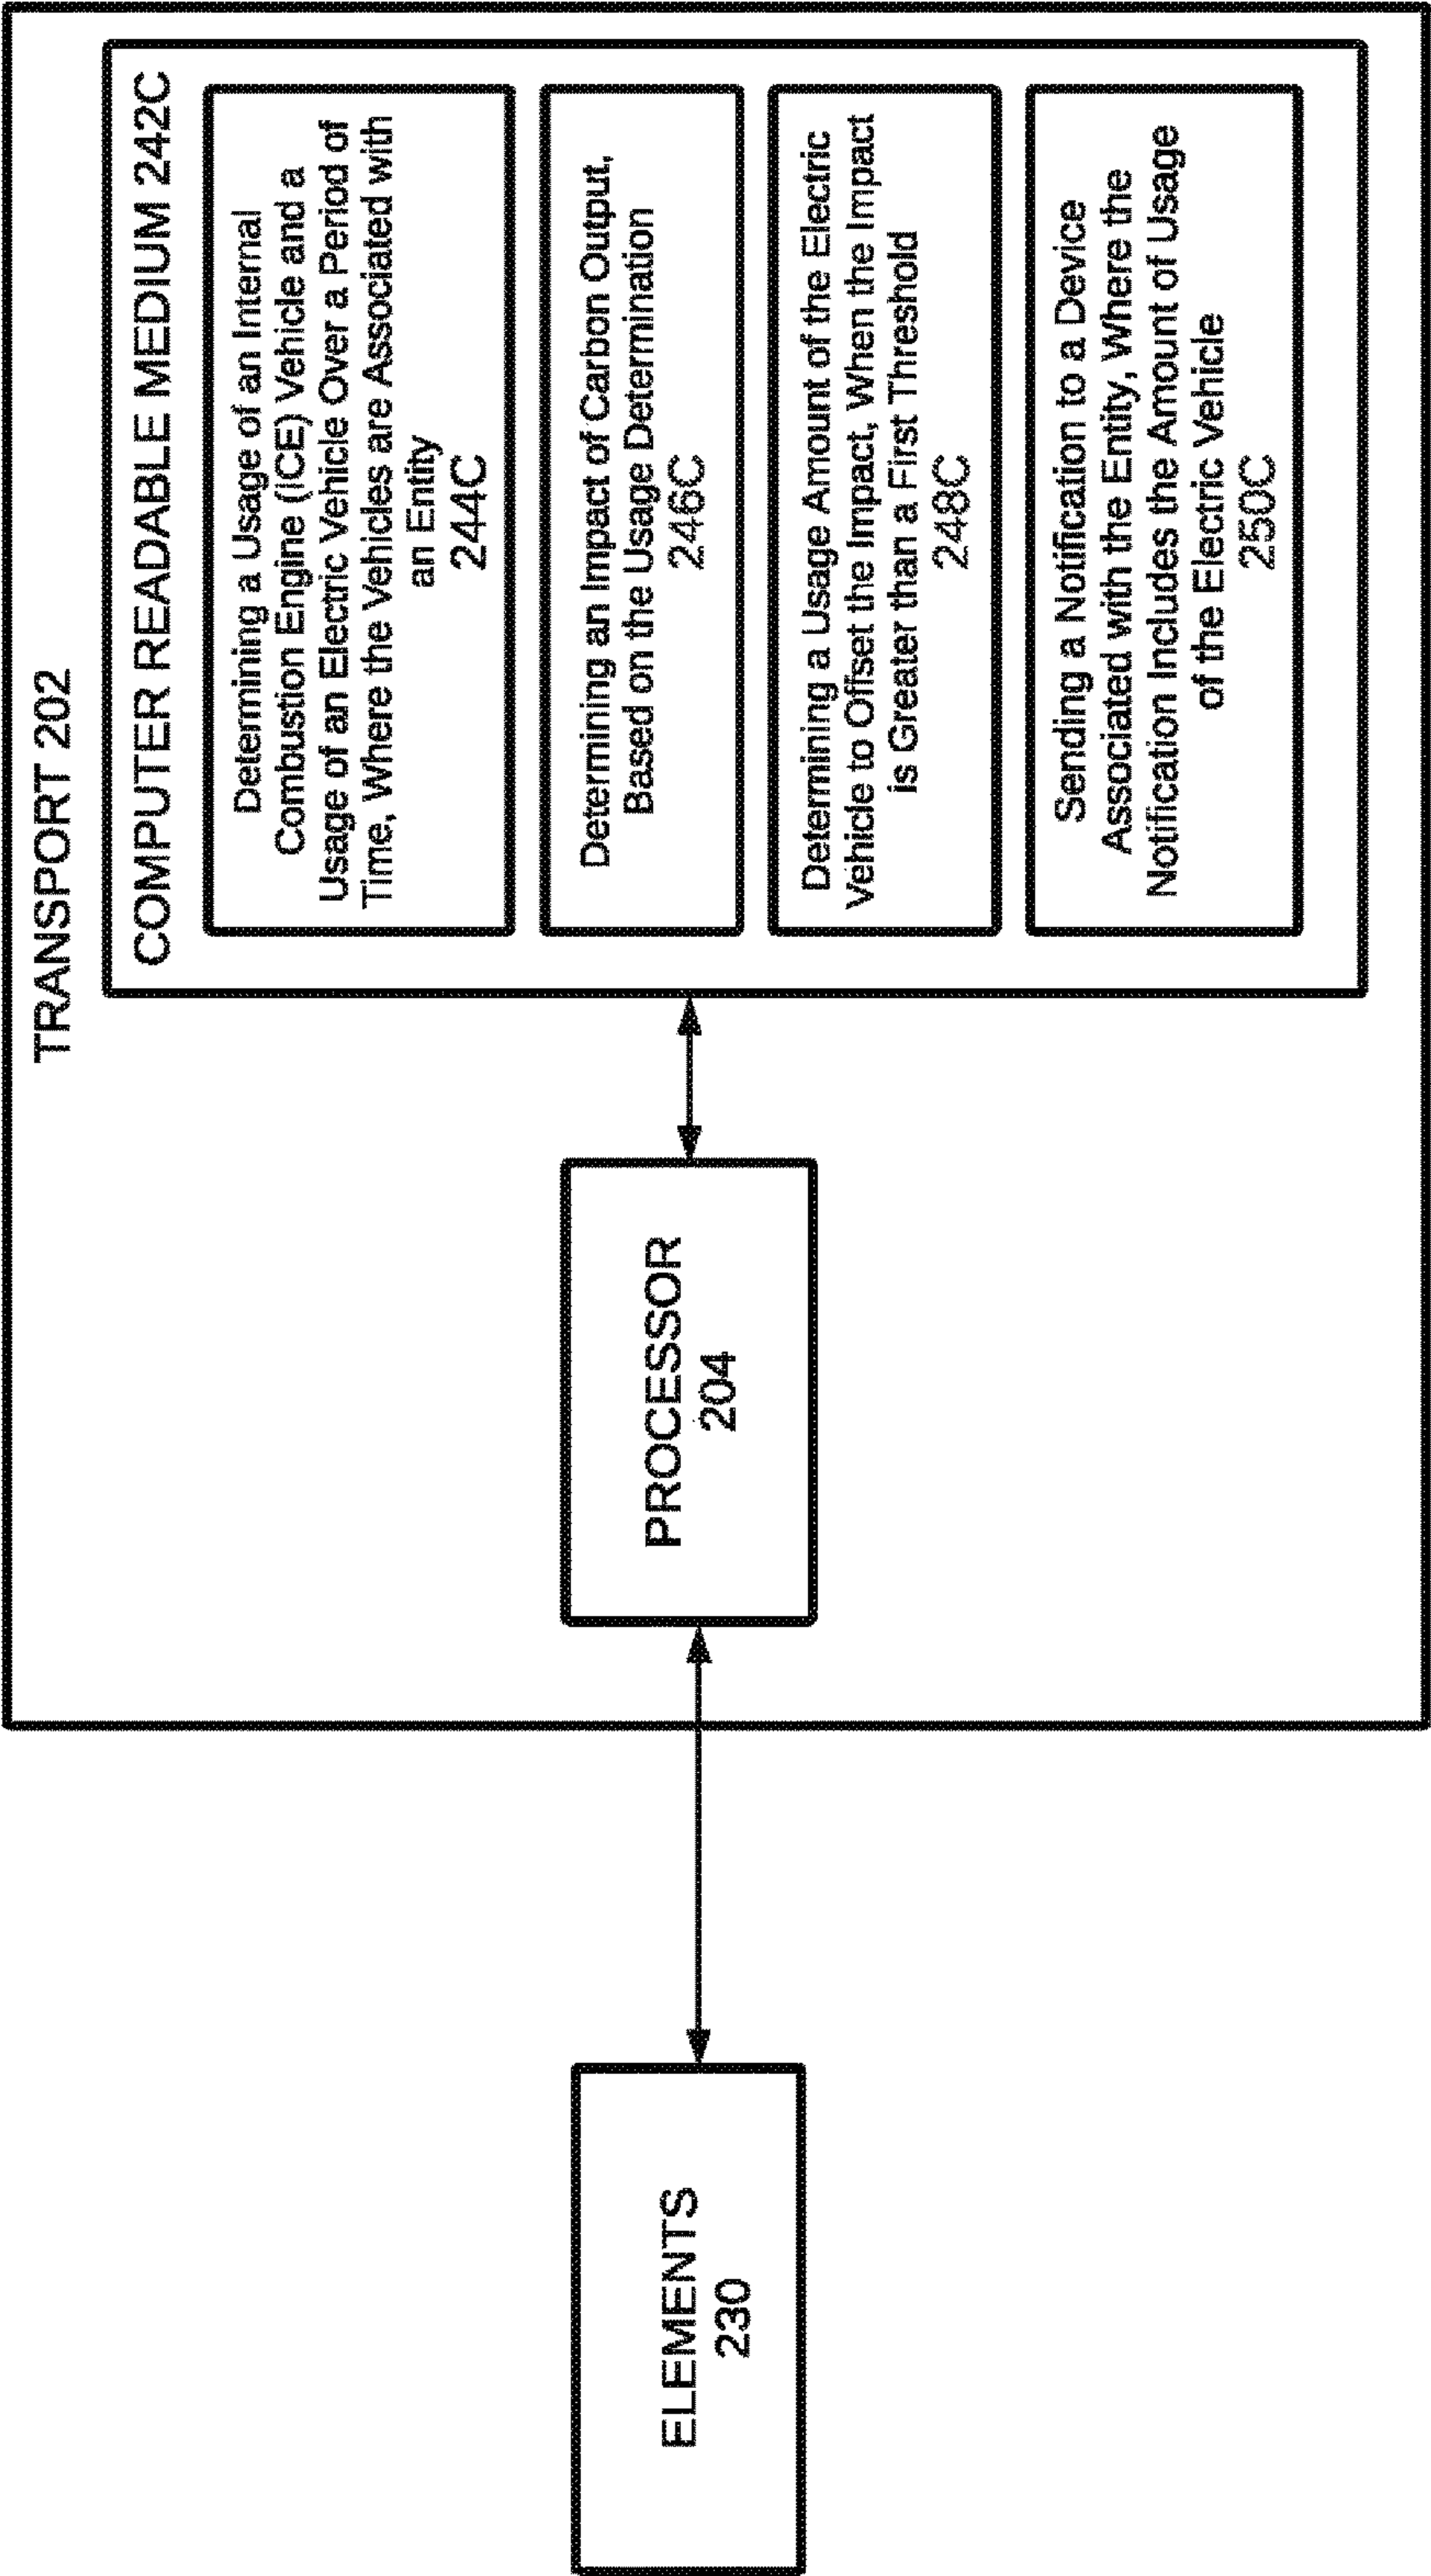 TRANSPORT 202
COMPUTER READABLE MEDIUM 242C
Determining a Usage of an Internal
Combustion Engine (ICE) Vehicle and a
Usage of an Electric Vehicle Over a Period of
Time, Where the Vehicles are Associated with
an Entity
244C
Determining an Impact of Carbon Output,
Based on the Usage Determination
246C
Determining a Usage Amount of the Electric
Vehicle to Offset the Impact, When the Impact
is Greater than a First Threshold
248C
Sending a Notification to a Device
Associated with the Entity, Where the
Notification Includes the Amount of Usage
of the Electric Vehicle
250C
PROCESSOR
204
ELEMENTS
230